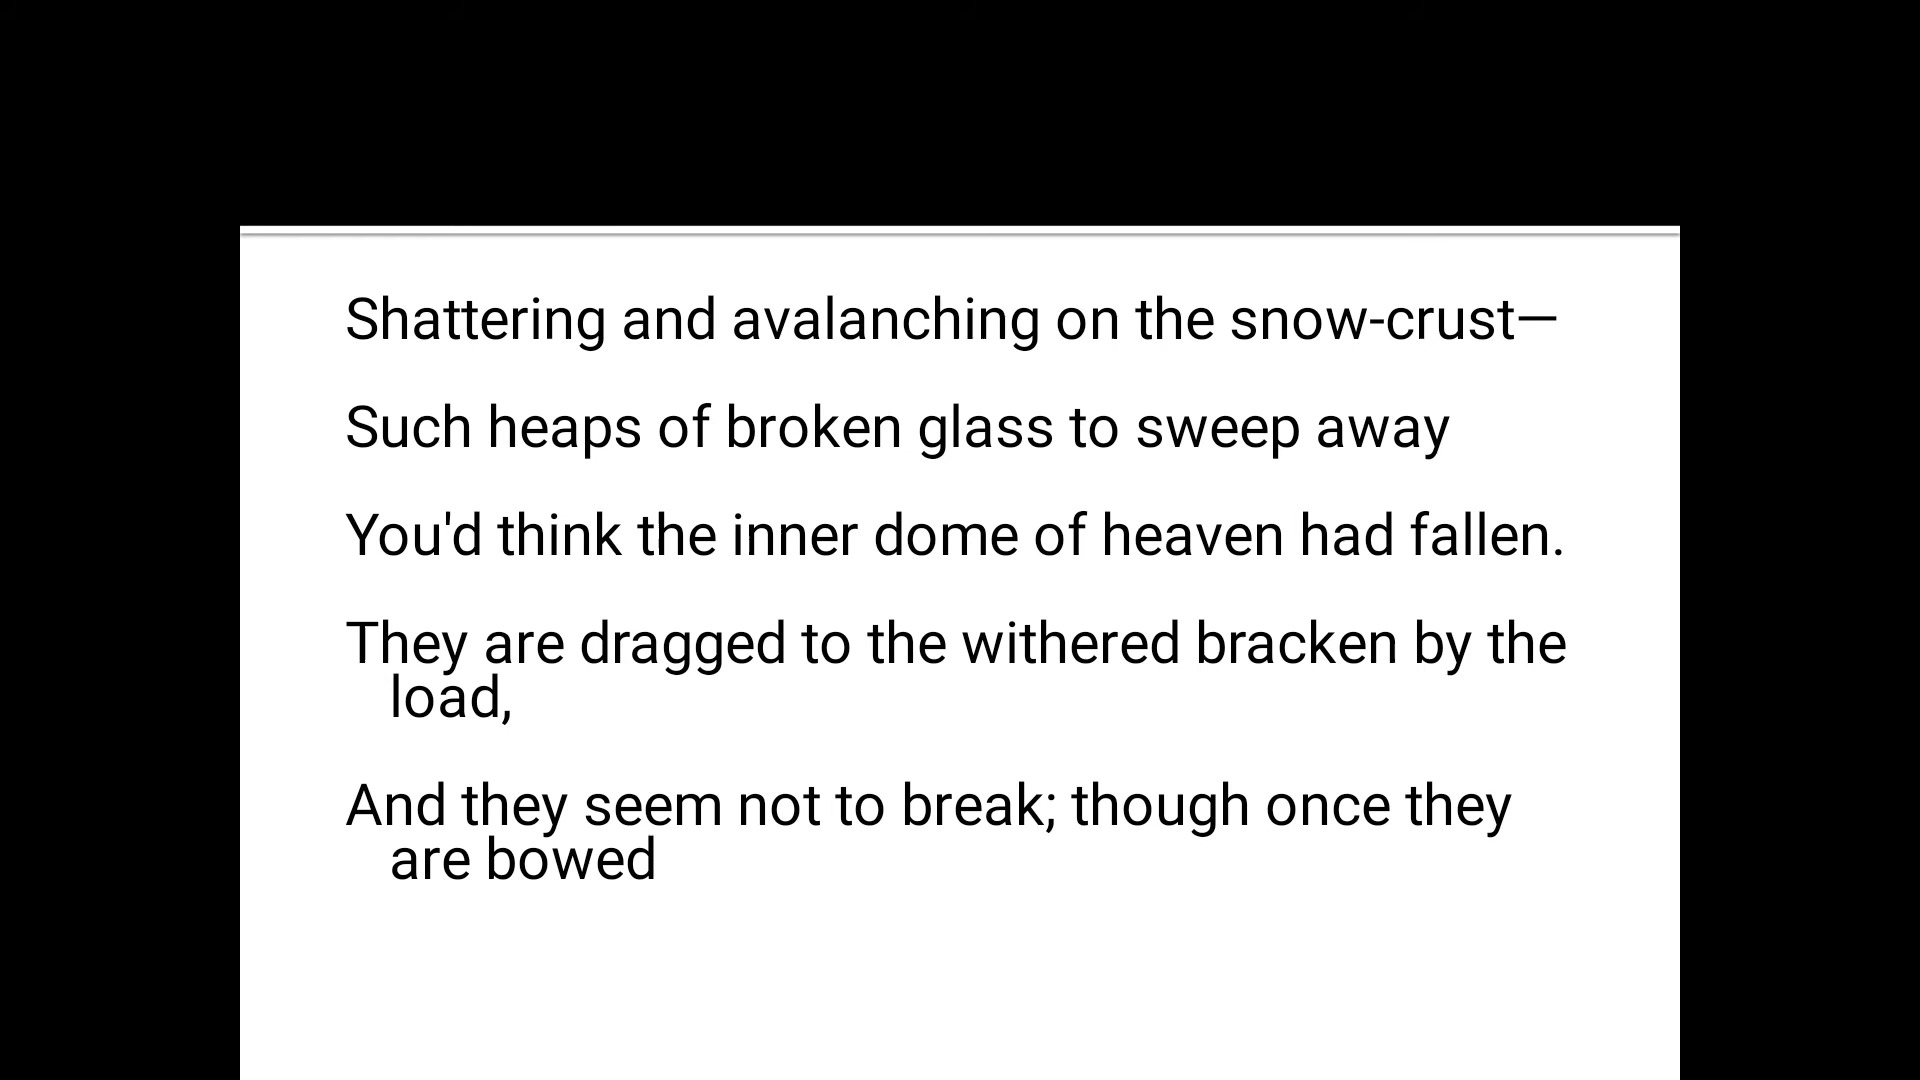 Shattering and avalanching on the snow-crust—
Such heaps of broken glass to sweep away
You'd think the inner dome of heaven had fallen.
They are dragged to the withered bracken by the
load,
And they seem not to break; though once they
are bowed